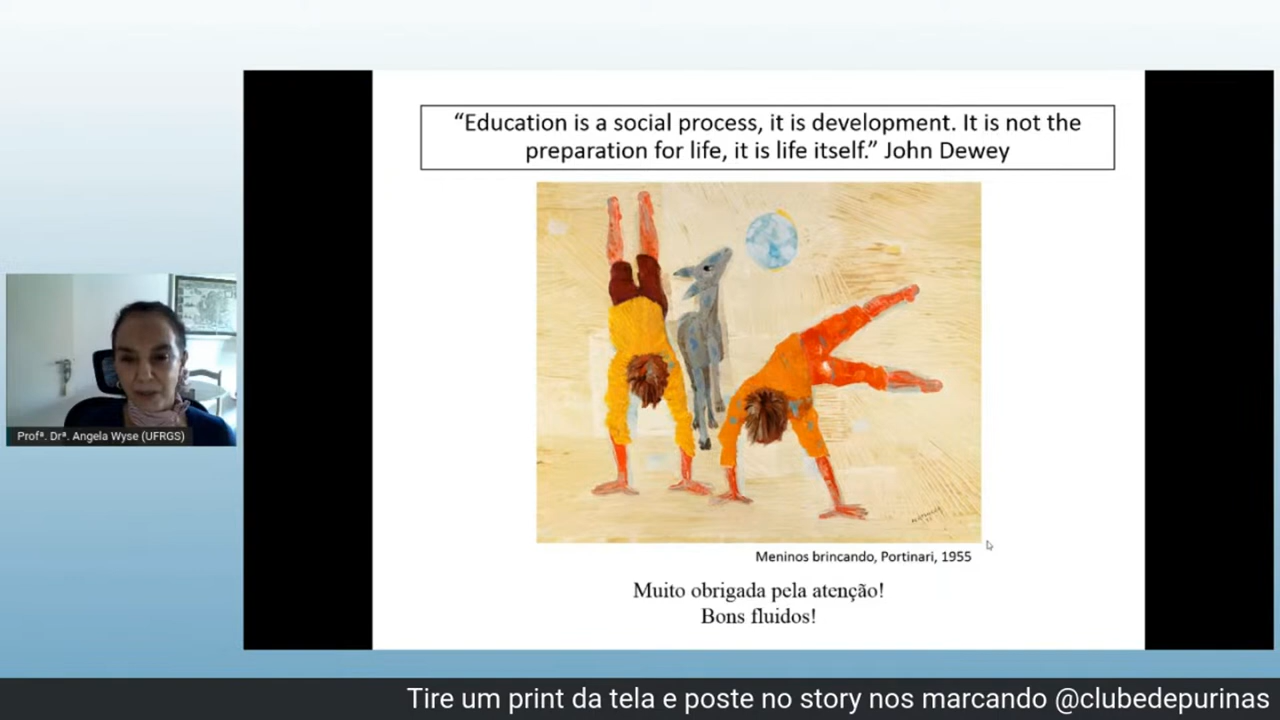 “Education is a social process, it is development. It is not the
preparation for life, it is life itself.” John Dewey
Meninos brincando, Portinari, 1955
Muito obrigada pela atenção!
Bons fluidos!
Profª. Drª. Angela Wyse (UFRGS)
Tire um print da tela e poste no story nos marcando @clubedepurinas